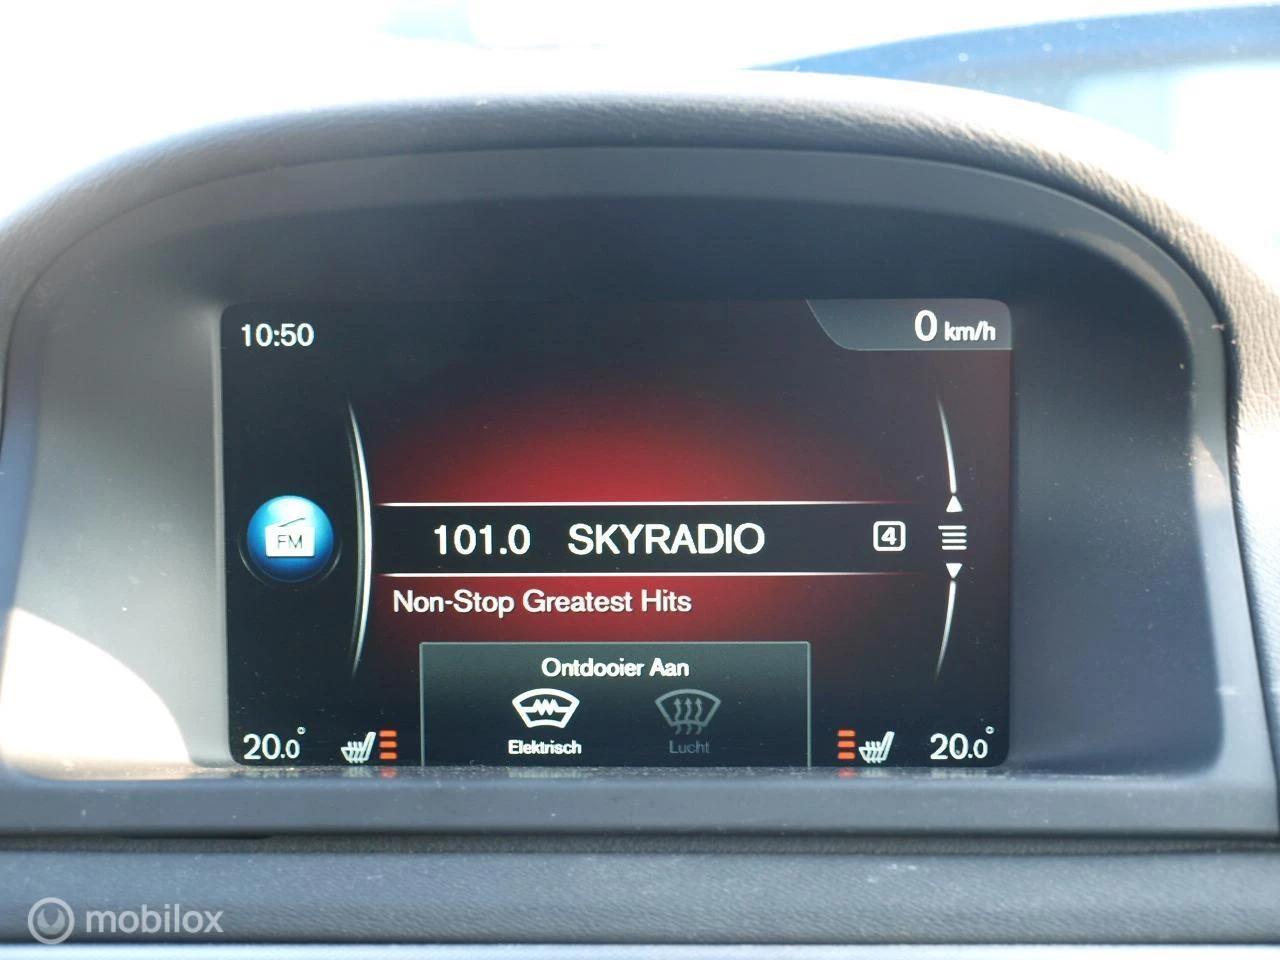 10:50
0 km/h
FM
101.0 SKYRADIO 4
Non-Stop Greatest Hits
Ontdooier Aan
Elektrisch Lucht
20.0° 20.0°
mobilox